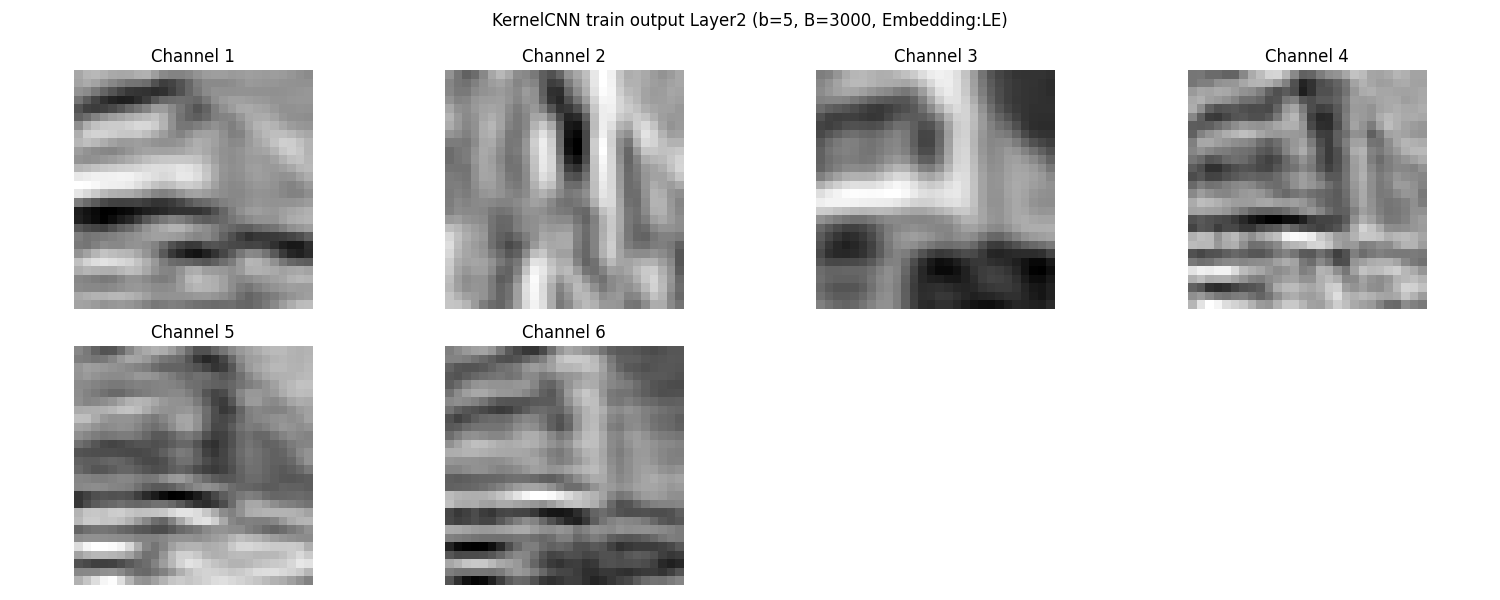 KernelCNN train output Layer2 (b=5, B=3000, Embedding:LE)
Channel 1
Channel 2
Channel 3
Channel 4
Channel 5
Channel 6